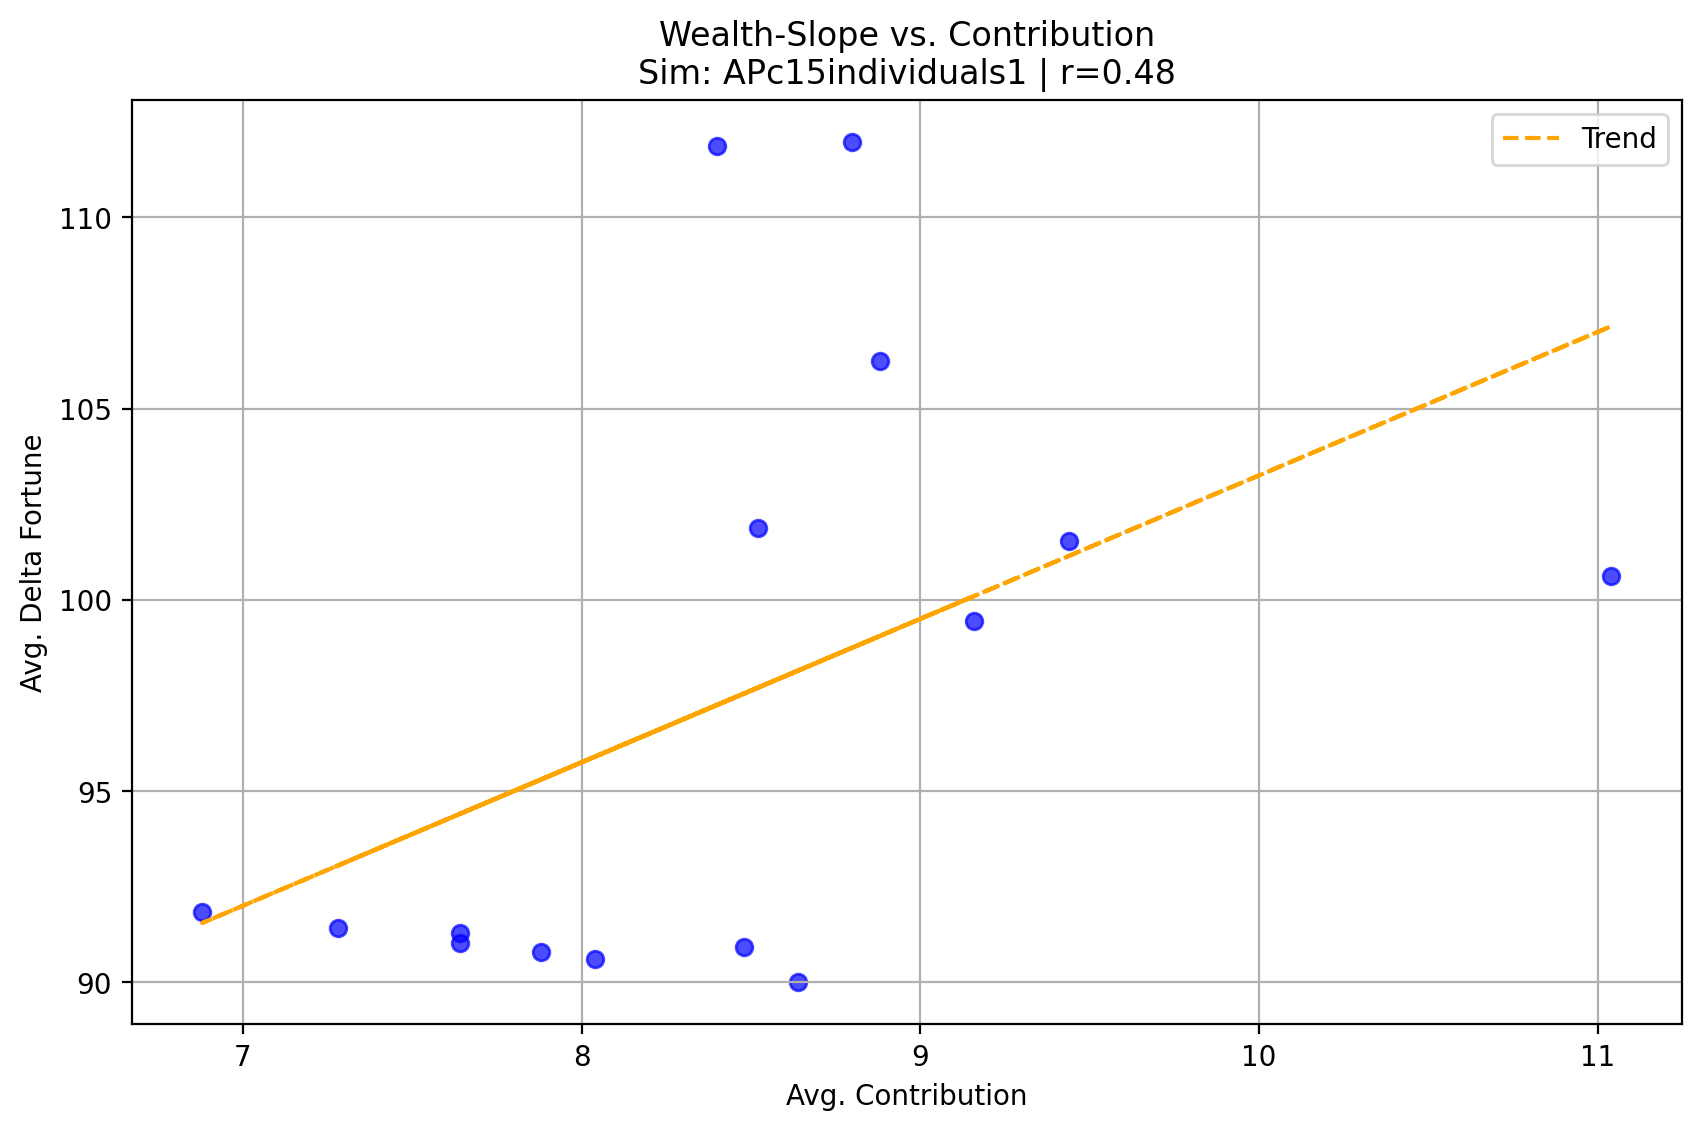 Wealth-Slope vs. Contribution
Sim: APc15individuals1 | r=0.48
Trend
110
105
100
95
90
Avg. Delta Fortune
7
8
9
10
11
Avg. Contribution